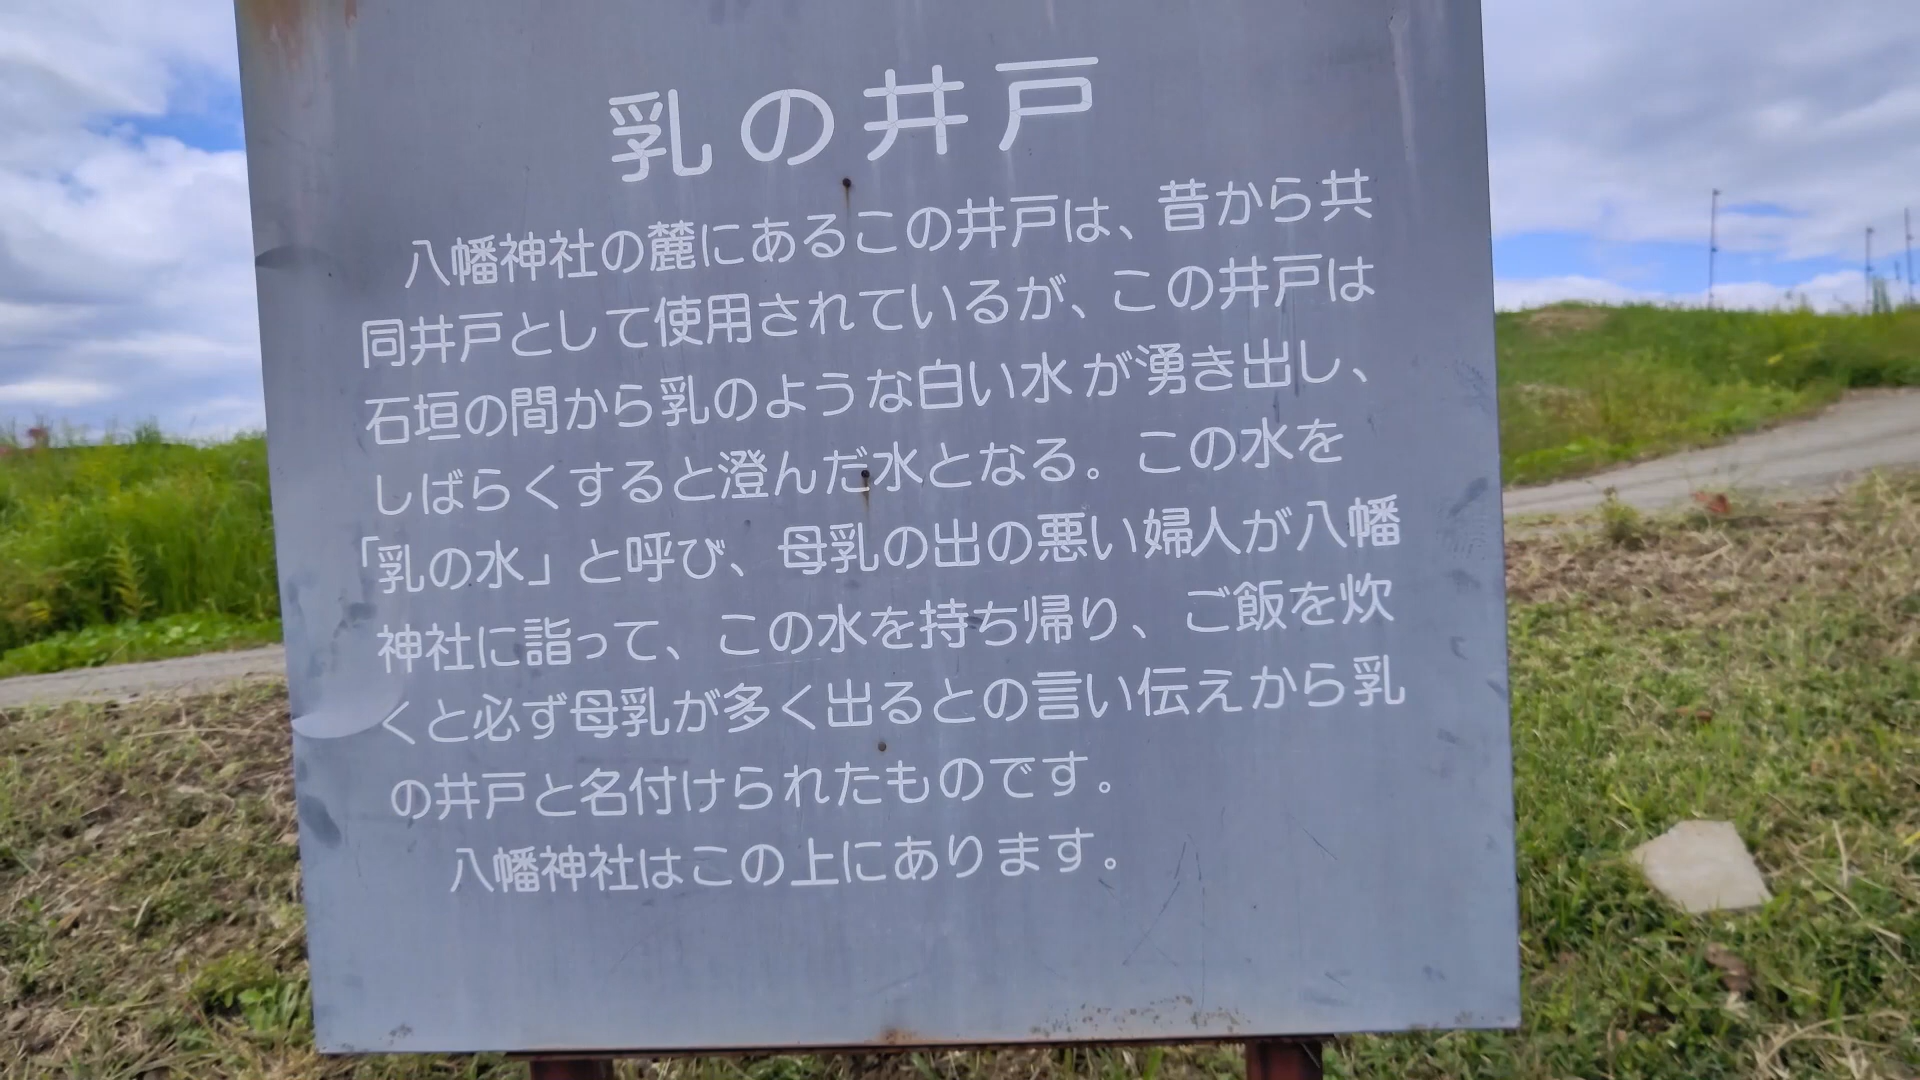 乳の井戸
八幡神社の麓にあるこの井戸は、昔から共
同井戸として使用されているが、この井戸は
石垣の間から乳のような白い水が湧き出し、
しばらくすると澄んだ水となる。この水を
「乳の水」と呼び、母乳の出の悪い婦人が八幡
神社に詣って、この水を持ち帰り、ご飯を炊
くと必ず母乳が多く出るとの言い伝えから乳
の井戸と名付けられたものです。
八幡神社はこの上にあります。